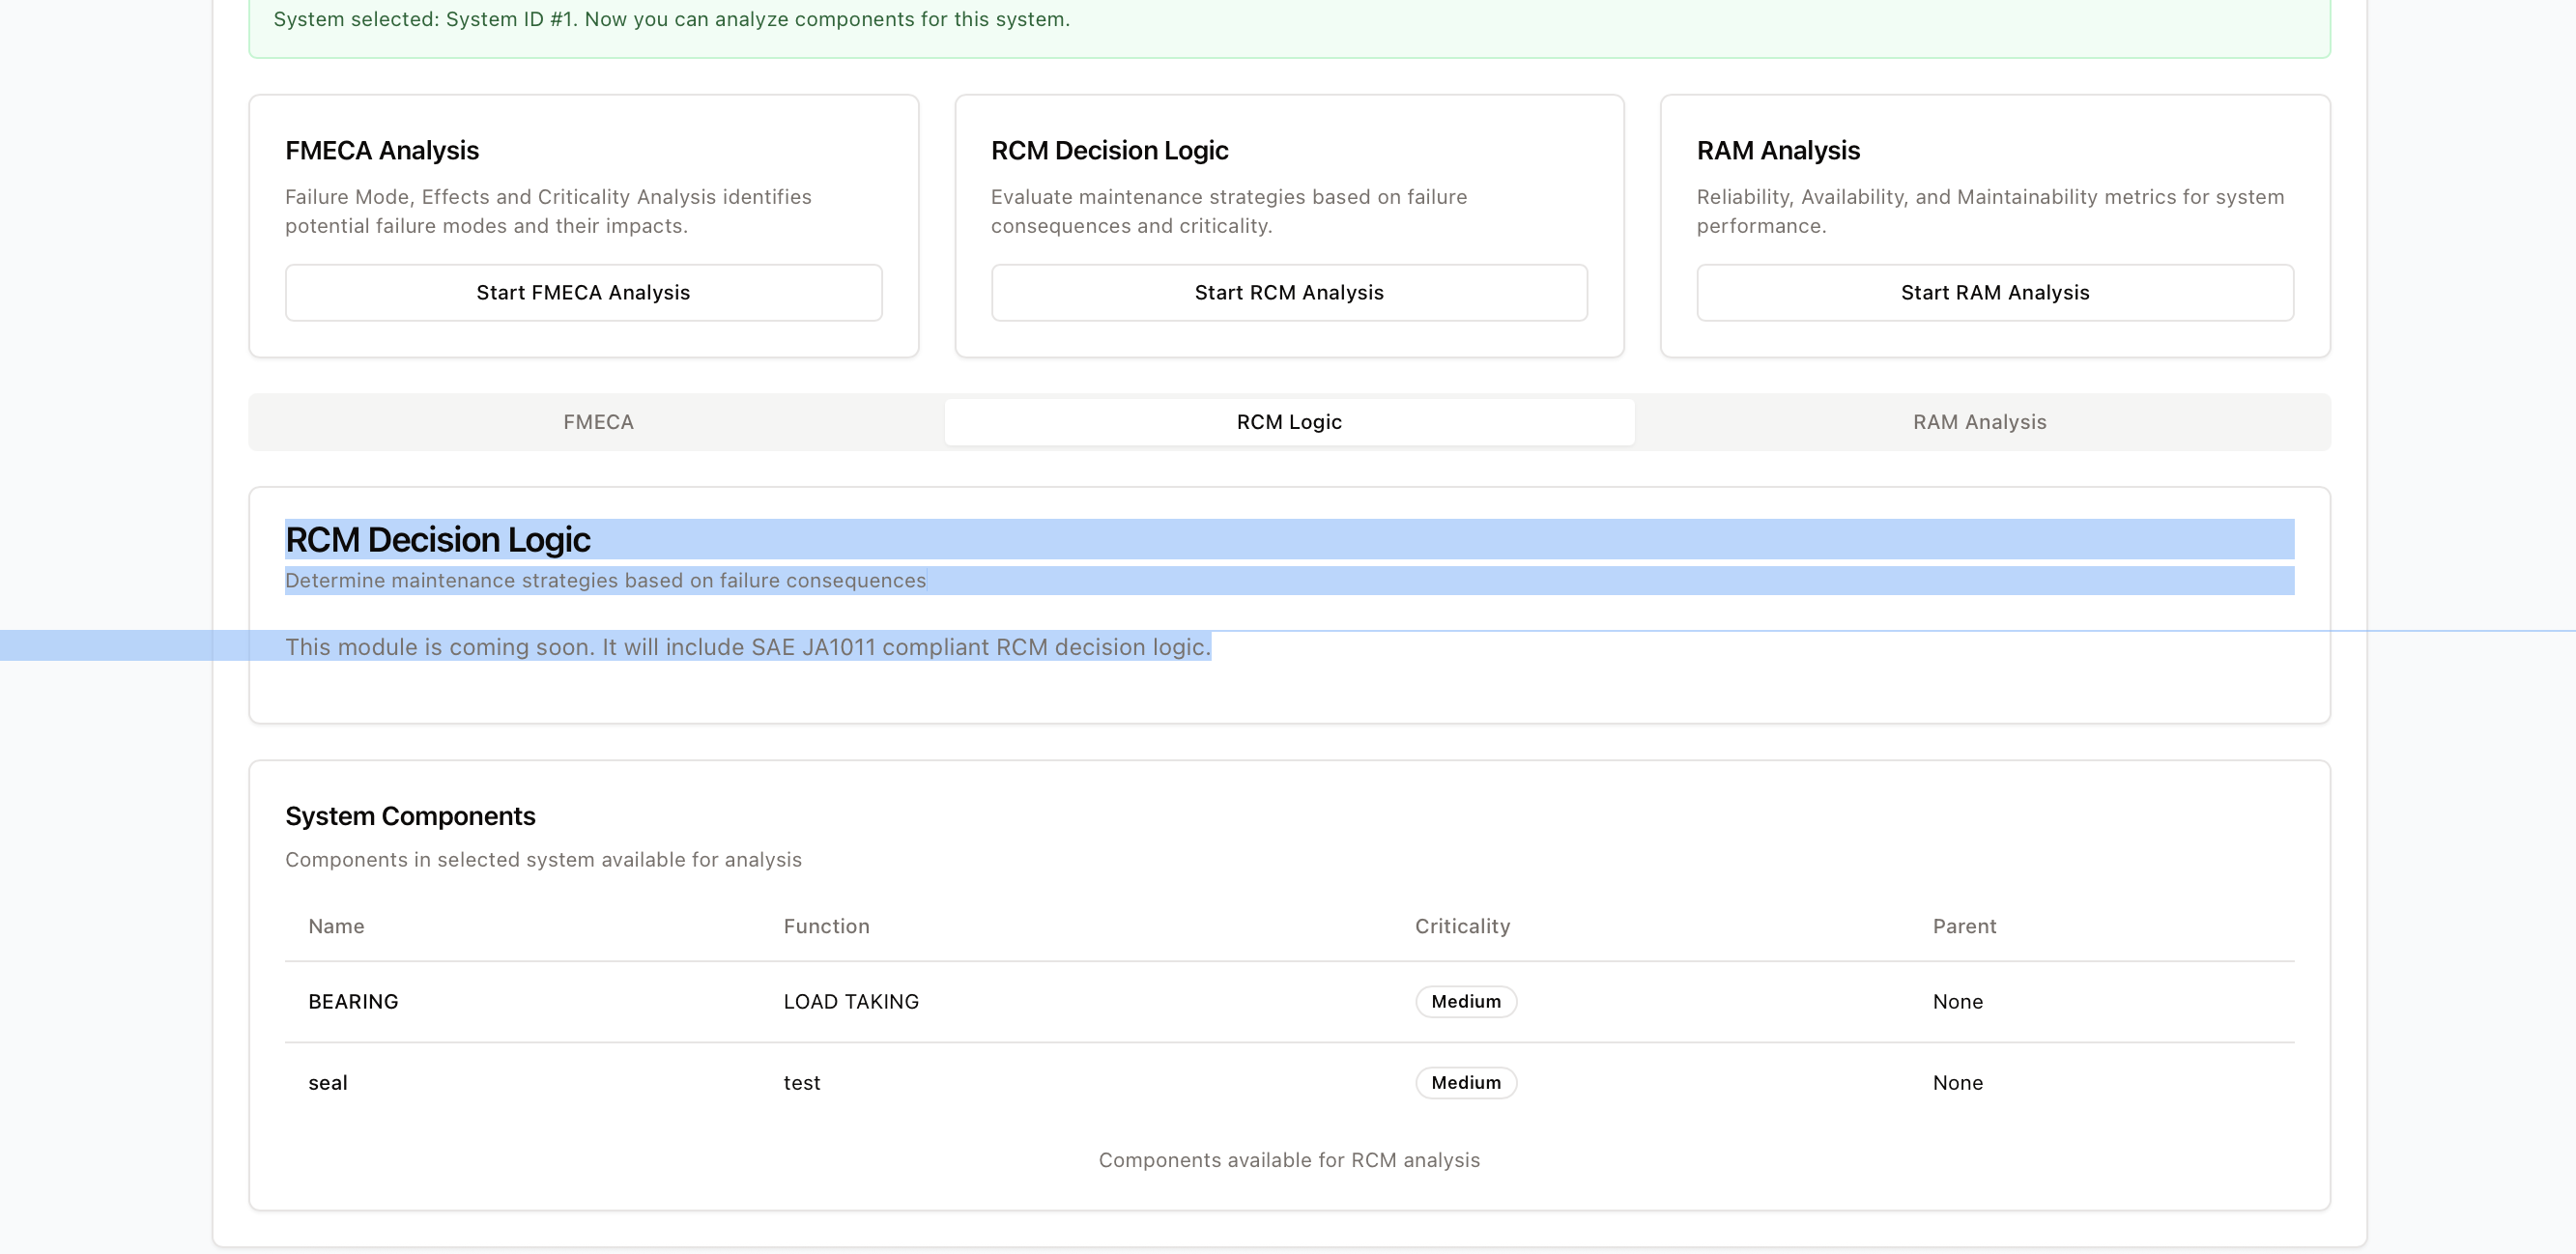 System selected: System ID #1. Now you can analyze components for this system.
FMECA Analysis
Failure Mode, Effects and Criticality Analysis identifies
potential failure modes and their impacts.
Start FMECA Analysis
RCM Decision Logic
Evaluate maintenance strategies based on failure
consequences and criticality.
Start RCM Analysis
RAM Analysis
Reliability, Availability, and Maintainability metrics for system
performance.
Start RAM Analysis
FMECA
RCM Logic
RAM Analysis
RCM Decision Logic
Determine maintenance strategies based on failure consequences
This module is coming soon. It will include SAE JA1011 compliant RCM decision logic.
System Components
Components in selected system available for analysis
Name Function Criticality Parent
BEARING LOAD TAKING Medium None
seal test Medium None
Components available for RCM analysis